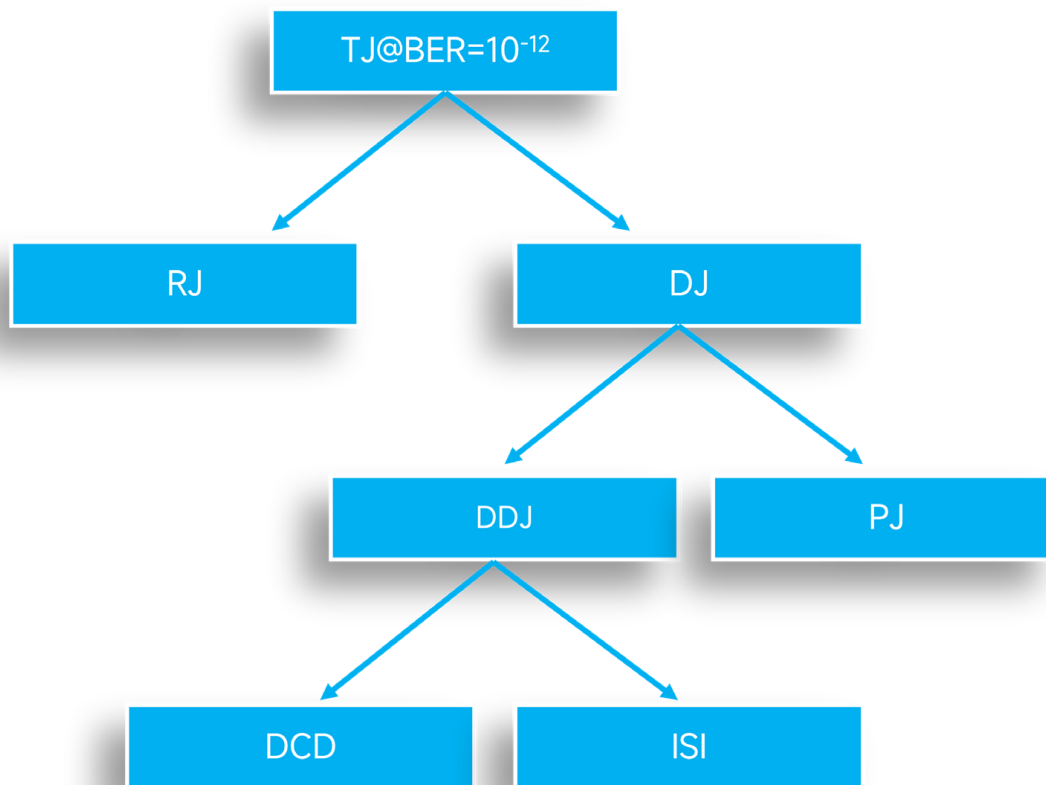 TJ@BER=10⁻¹²
RJ
DJ
DDJ
PJ
DCD
ISI